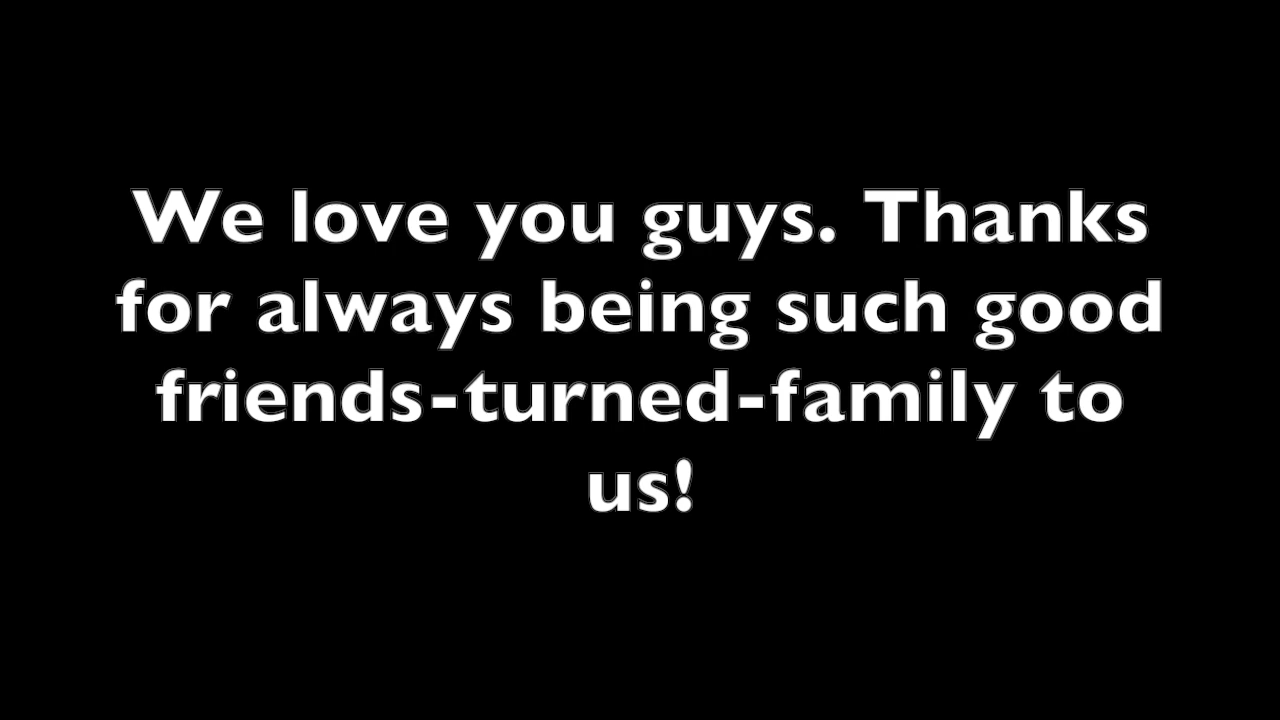 We love you guys. Thanks
for always being such good
friends-turned-family to
us!